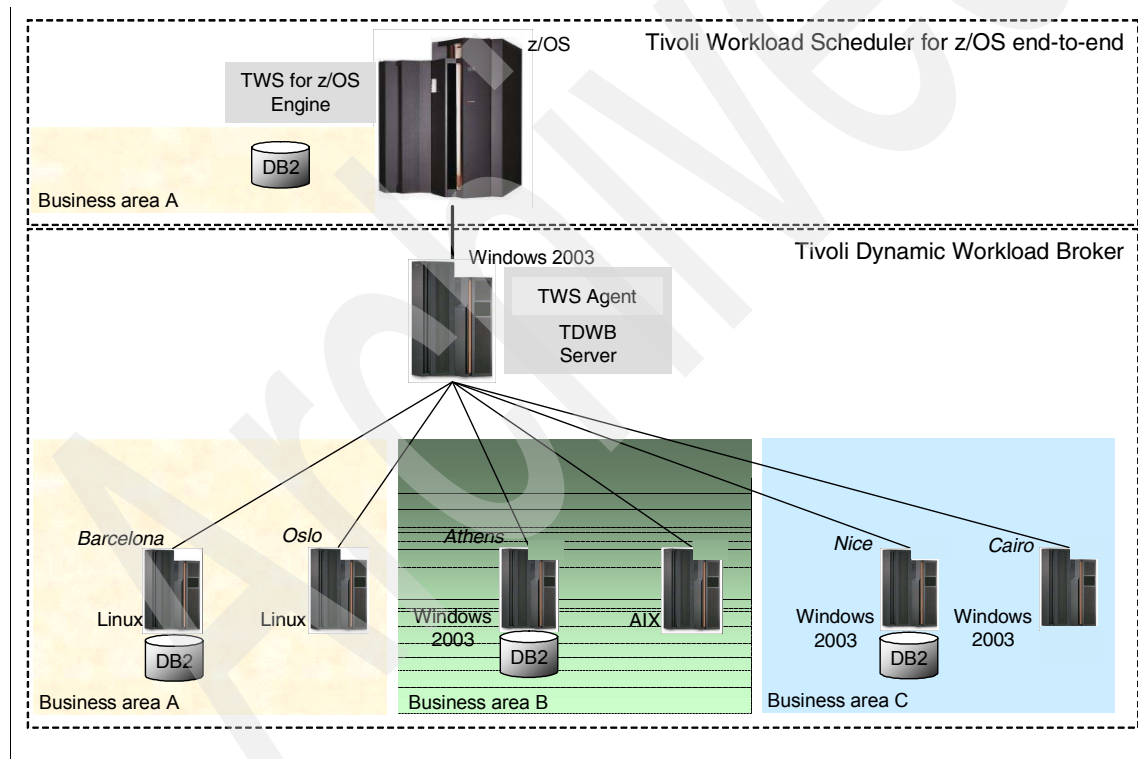 z/OS
Tivoli Workload Scheduler for z/OS end-to-end
TWS for z/OS
Engine
DB2
Business area A
Tivoli Dynamic Workload Broker
Windows 2003
TWS Agent
TDWB
Server
Barcelona
Oslo
Athens
Nice
Cairo
Linux
Linux
Windows
2003
AIX
Windows
2003
Windows
2003
DB2
DB2
DB2
Business area A
Business area B
Business area C
Archive